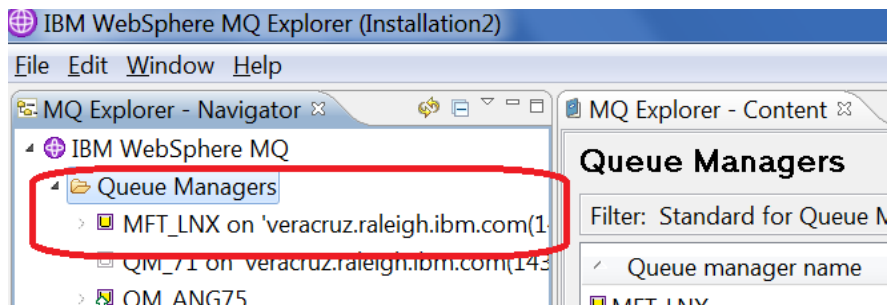 IBM WebSphere MQ Explorer (Installation2)
File Edit Window Help
MQ Explorer - Navigator
MQ Explorer - Content
IBM WebSphere MQ
Queue Managers
MFT_LNX on 'veracruz.raleigh.ibm.com(1
QM_71 on 'veracruz.raleigh.ibm.com(143
QM_ANG75
Queue Managers
Filter: Standard for Queue M
Queue manager name
MFT_LNX